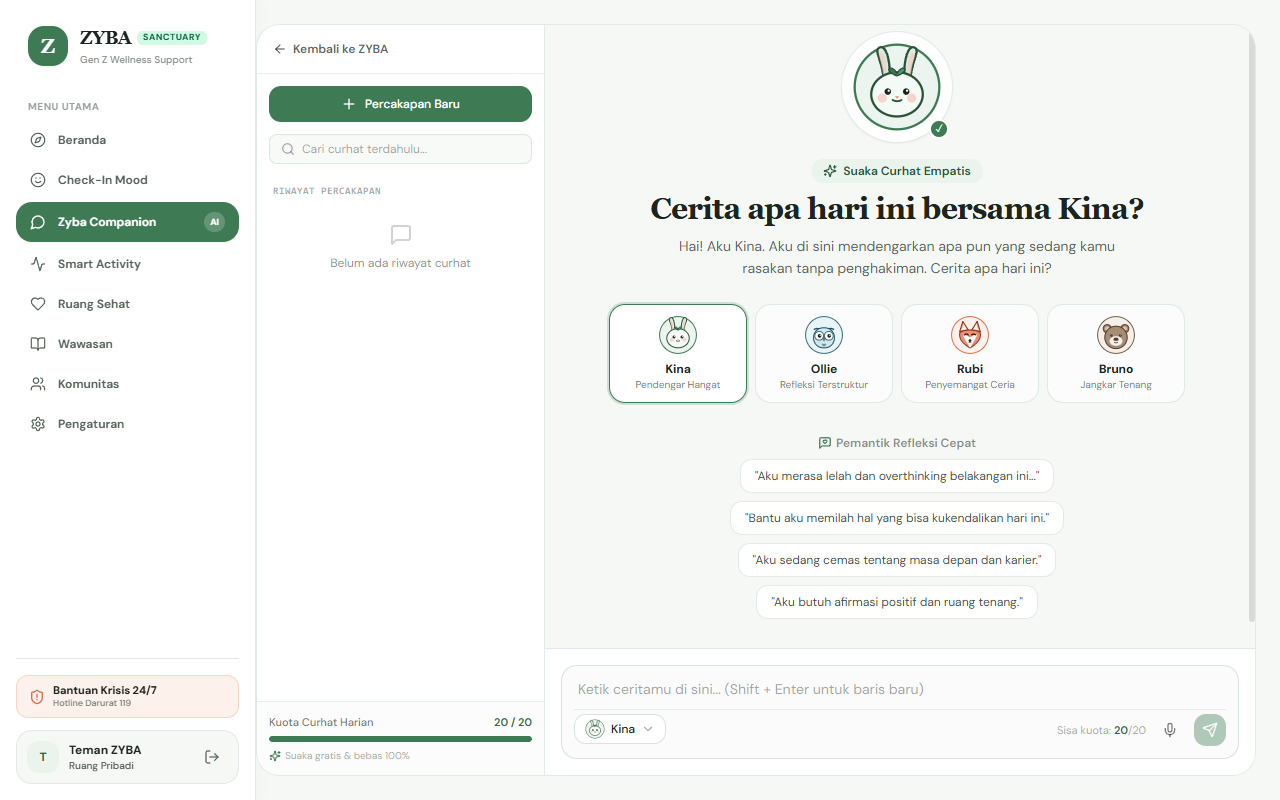 Z
ZYBA SANCTUARY
Gen Z Wellness Support
MENU UTAMA
Beranda
Check-In Mood
Zyba Companion AI
Smart Activity
Ruang Sehat
Wawasan
Komunitas
Pengaturan
Bantuan Krisis 24/7
Hotline Darurat 119
T
Teman ZYBA
Ruang Pribadi
Kembali ke ZYBA
Percakapan Baru
Cari curhat terdahulu...
RIWAYAT PERCAKAPAN
Belum ada riwayat curhat
Kuota Curhat Harian 20 / 20
Suaka gratis & bebas 100%
Suaka Curhat Empatis
Cerita apa hari ini bersama Kina?
Hai! Aku Kina. Aku di sini mendengarkan apa pun yang sedang kamu
rasakan tanpa penghakiman. Cerita apa hari ini?
Kina
Pendengar Hangat
Ollie
Refleksi Terstruktur
Rubi
Penyemangat Ceria
Bruno
Jangkar Tenang
Pemantik Refleksi Cepat
"Aku merasa lelah dan overthinking belakangan ini..."
"Bantu aku memilah hal yang bisa kukendalikan hari ini."
"Aku sedang cemas tentang masa depan dan karier."
"Aku butuh afirmasi positif dan ruang tenang."
Ketik ceritamu di sini... (Shift + Enter untuk baris baru)
Kina
Sisa kuota: 20/20